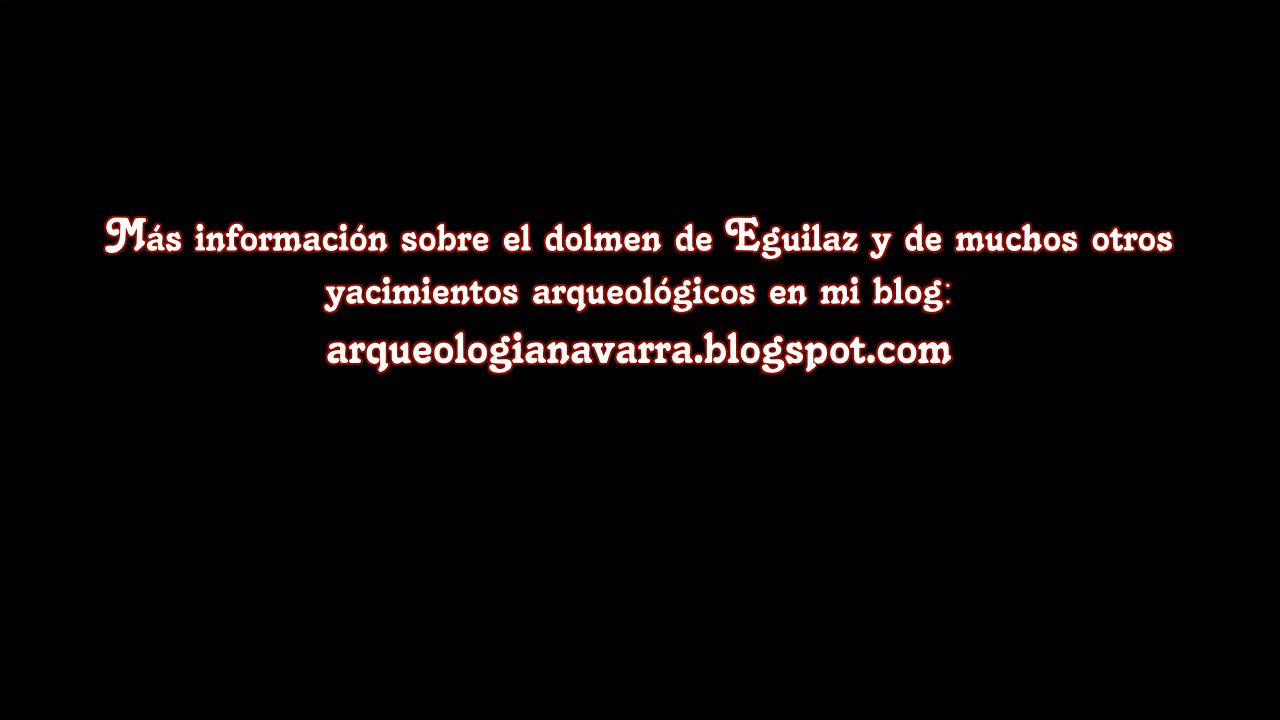 Más información sobre el dolmen de Eguilaz y de muchos otros
yacimientos arqueológicos en mi blog:
arqueologianavarra.blogspot.com